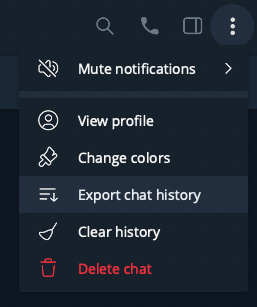 Mute notifications
View profile
Change colors
Export chat history
Clear history
Delete chat